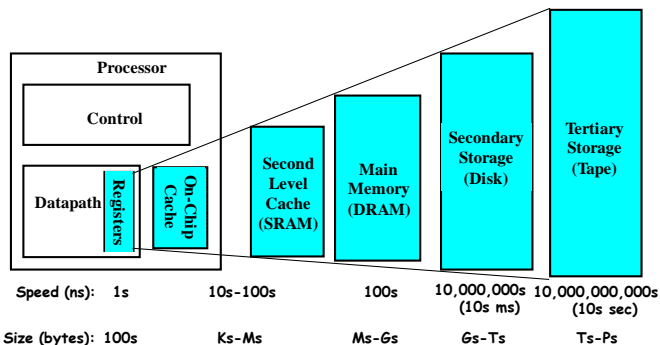 Processor
Control
Datapath
Registers
On-Chip
Cache
Second
Level
Cache
(SRAM)
Main
Memory
(DRAM)
Secondary
Storage
(Disk)
Tertiary
Storage
(Tape)
Speed (ns): 1s 10s-100s 100s 10,000,000s 10,000,000,000s
(10s ms) (10s sec)
Size (bytes): 100s Ks-Ms Ms-Gs Gs-Ts Ts-Ps